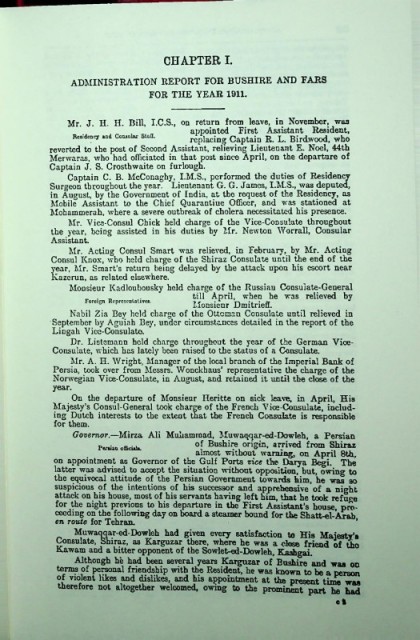 CHAPTER I.
ADMINISTRATION REPORT FOR BUSHIRE AND FARS
FOR THE YEAR 1911.
Mr. J. H. H. Bill, I.C.S., on return from leave, in November, was
Residency and Consular Staff.
appointed First Assistant Resident,
replacing Captain R. L. Birdwood, who
reverted to the post of Second Assistant, relieving Lieutenant E. Noel, 44th
Merwaras, who had officiated in that post since April, on the departure of
Captain J. S. Crosthwaite on furlough.
Captain C. B. McConaghy, I.M.S., performed the duties of Residency
Surgeon throughout the year. Lieutenant G. G. James, I.M.S., was deputed,
in August, by the Government of India, at the request of the Residency, as
Mobile Assistant to the Chief Quarantine Officer, and was stationed at
Mohammerah, where a severe outbreak of cholera necessitated his presence.
Mr. Vice-Consul Chick held charge of the Vice-Consulate throughout
the year, being assisted in his duties by Mr. Newton Worrall, Consular
Assistant.
Mr. Acting Consul Smart was relieved, in February, by Mr. Acting
Consul Knox, who held charge of the Shiraz Consulate until the end of the
year, Mr. Smart's return being delayed by the attack upon his escort near
Kazerun, as related elsewhere.
Moosieur Kadloubousky held charge of the Russian Consulate-General
Foreign Representatives.
till April, when he was relieved by
Monsieur Dmitrieff.
Nabil Zia Bey held charge of the Ottoman Consulate until relieved in
September by Aguiah Bey, under circumstances detailed in the report of the
Lingah Vice-Consulate.
Dr. Listemann held charge throughout the year of the German Vice-
Consulate, which has lately been raised to the status of a Consulate.
Mr. A. H. Wright, Manager of the local branch of the Imperial Bank of
Persia, took over from Messrs. Wonckhaus' representative the charge of the
Norwegian Vice-Consulate, in August, and retained it until the close of the
year.
On the departure of Monsieur Heritte on sick leave, in April, His
Majesty's Consul-General took charge of the French Vice-Consulate, includ-
ing Dutch interests to the extent that the French Consulate is responsible
for them.
Governor.—Mirza Ali Muhammad, Muwaqqar-ed-Dowleh, a Persian
Persian officials.
of Bushire origin, arrived from Shiraz
almost without warning, on April 8th,
on appointment as Governor of the Gulf Ports vice the Darya Begi. The
latter was advised to accept the situation without opposition, but, owing to
the equivocal attitude of the Persian Government towards him, he was so
suspicious of the intentions of his successor and apprehensive of a night
attack on his house, most of his servants having left him, that he took refuge
for the night previous to his departure in the First Assistant's house, pro-
ceeding on the following day on board a steamer bound for the Shatt-el-Arab,
en route for Tehran.
Muwaqqar-ed-Dowleh had given every satisfaction to His Majesty's
Consulate, Shiraz, as Karguzar there, where he was a close friend of the
Kawam and a bitter opponent of the Sowlet-ed-Dowleh, Kashgai.
Although he had been several years Karguzar of Bushire and was on
terms of personal friendship with the Resident, he was known to be a person
of violent likes and dislikes, and his appointment at the present time was
therefore not altogether welcomed, owing to the prominent part he had